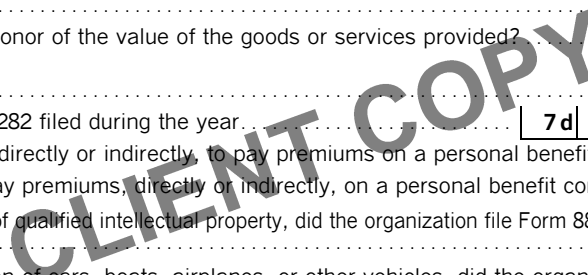 onor of the value of the goods or services provided?
282 filed during the year
7d
directly or indirectly, to pay premiums on a personal benefi
ay premiums, directly or indirectly, on a personal benefit co
of qualified intellectual property, did the organization file Form 88
n of cars, boats, airplanes, or other vehicles, did the orga
CLIENT COPY